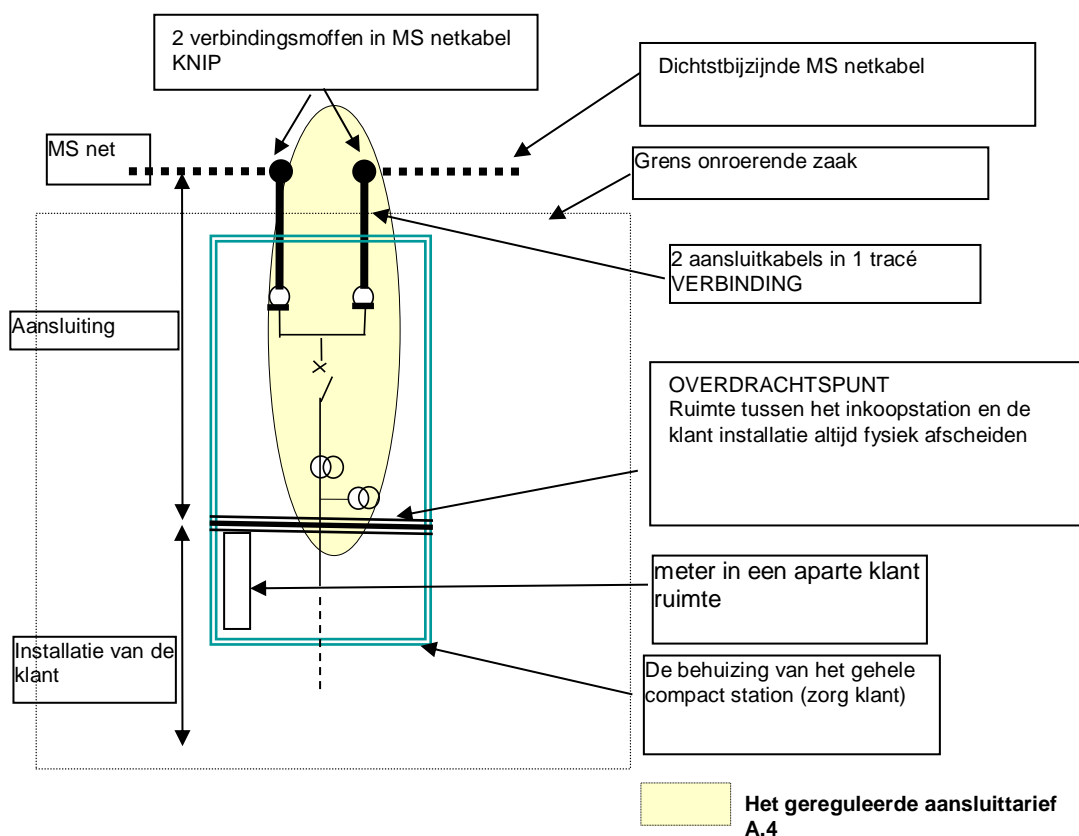 2 verbindingsmoffen in MS netkabel
KNIP
Dichtstbijzijnde MS netkabel
MS net
Grens onroerende zaak
2 aansluitkabels in 1 tracé
VERBINDING
Aansluiting
X
OVERDRACHTSPUNT
Ruimte tussen het inkoopstation en de
klant installatie altijd fysiek afscheiden
meter in een aparte klant
ruimte
Installatie van de
klant
De behuizing van het gehele
compact station (zorg klant)
Het gereguleerde aansluittarief
A.4